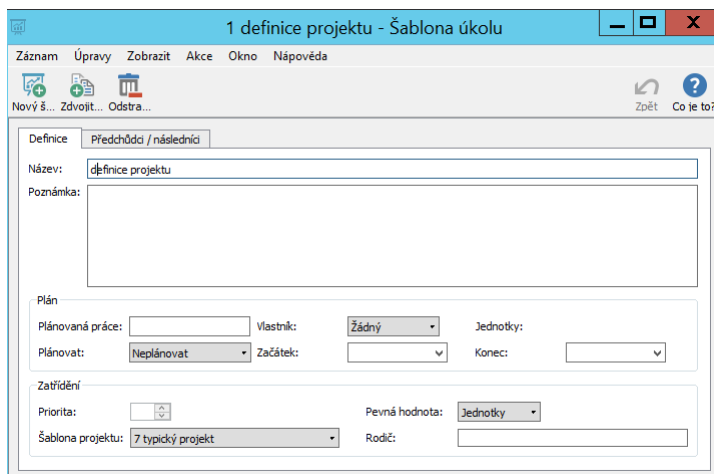 1 definice projektu - Šablona úkolu
Záznam Úpravy Zobrazit Akce Okno Nápověda
Nový š... Zdvojit... Odstra... Zpět Co je to?
Definice Předchůdci / následníci
Název: definice projektu
Poznámka:
Plán
Plánovaná práce: Vlastník: Žádný Jednotky:
Plánovat: Neplánovat Začátek: Konec:
Zatřídění
Priorita: Pevná hodnota: Jednotky
Šablona projektu: 7 typický projekt Rodič: